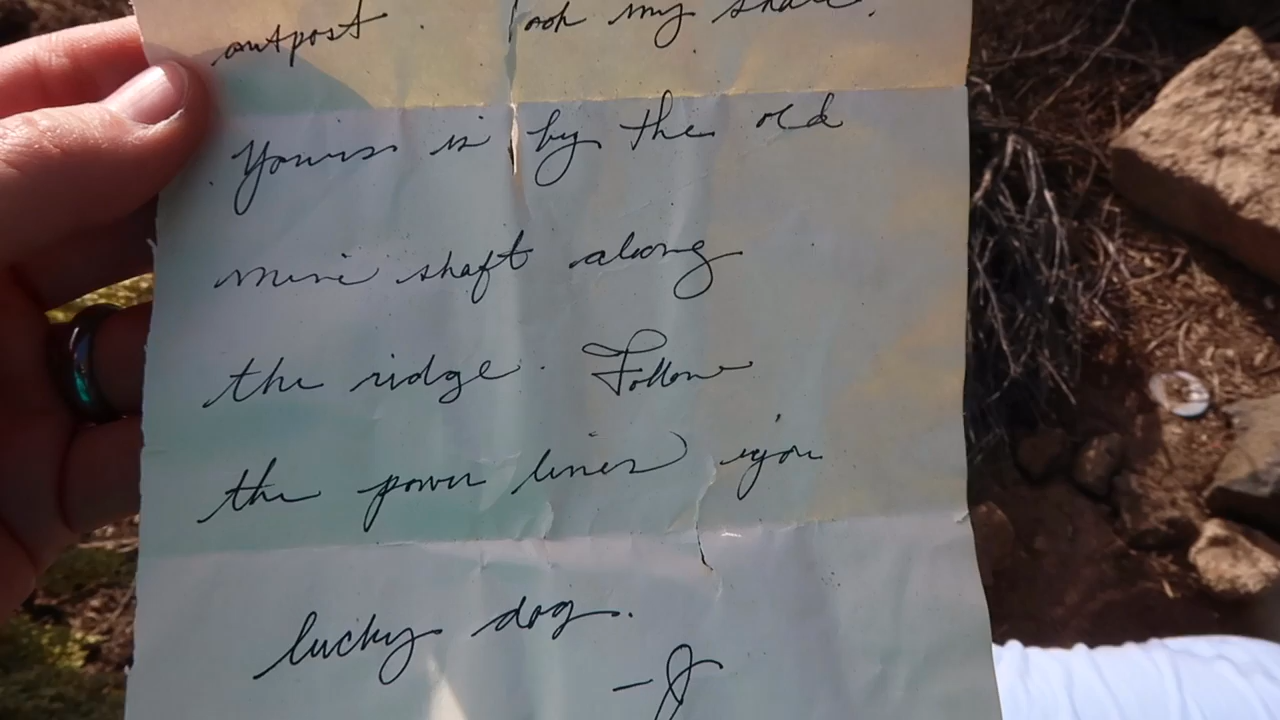 outpost. Took my share.
Yours is by the old
mine shaft along
the ridge. Follow
the power lines you
lucky dog.
-J